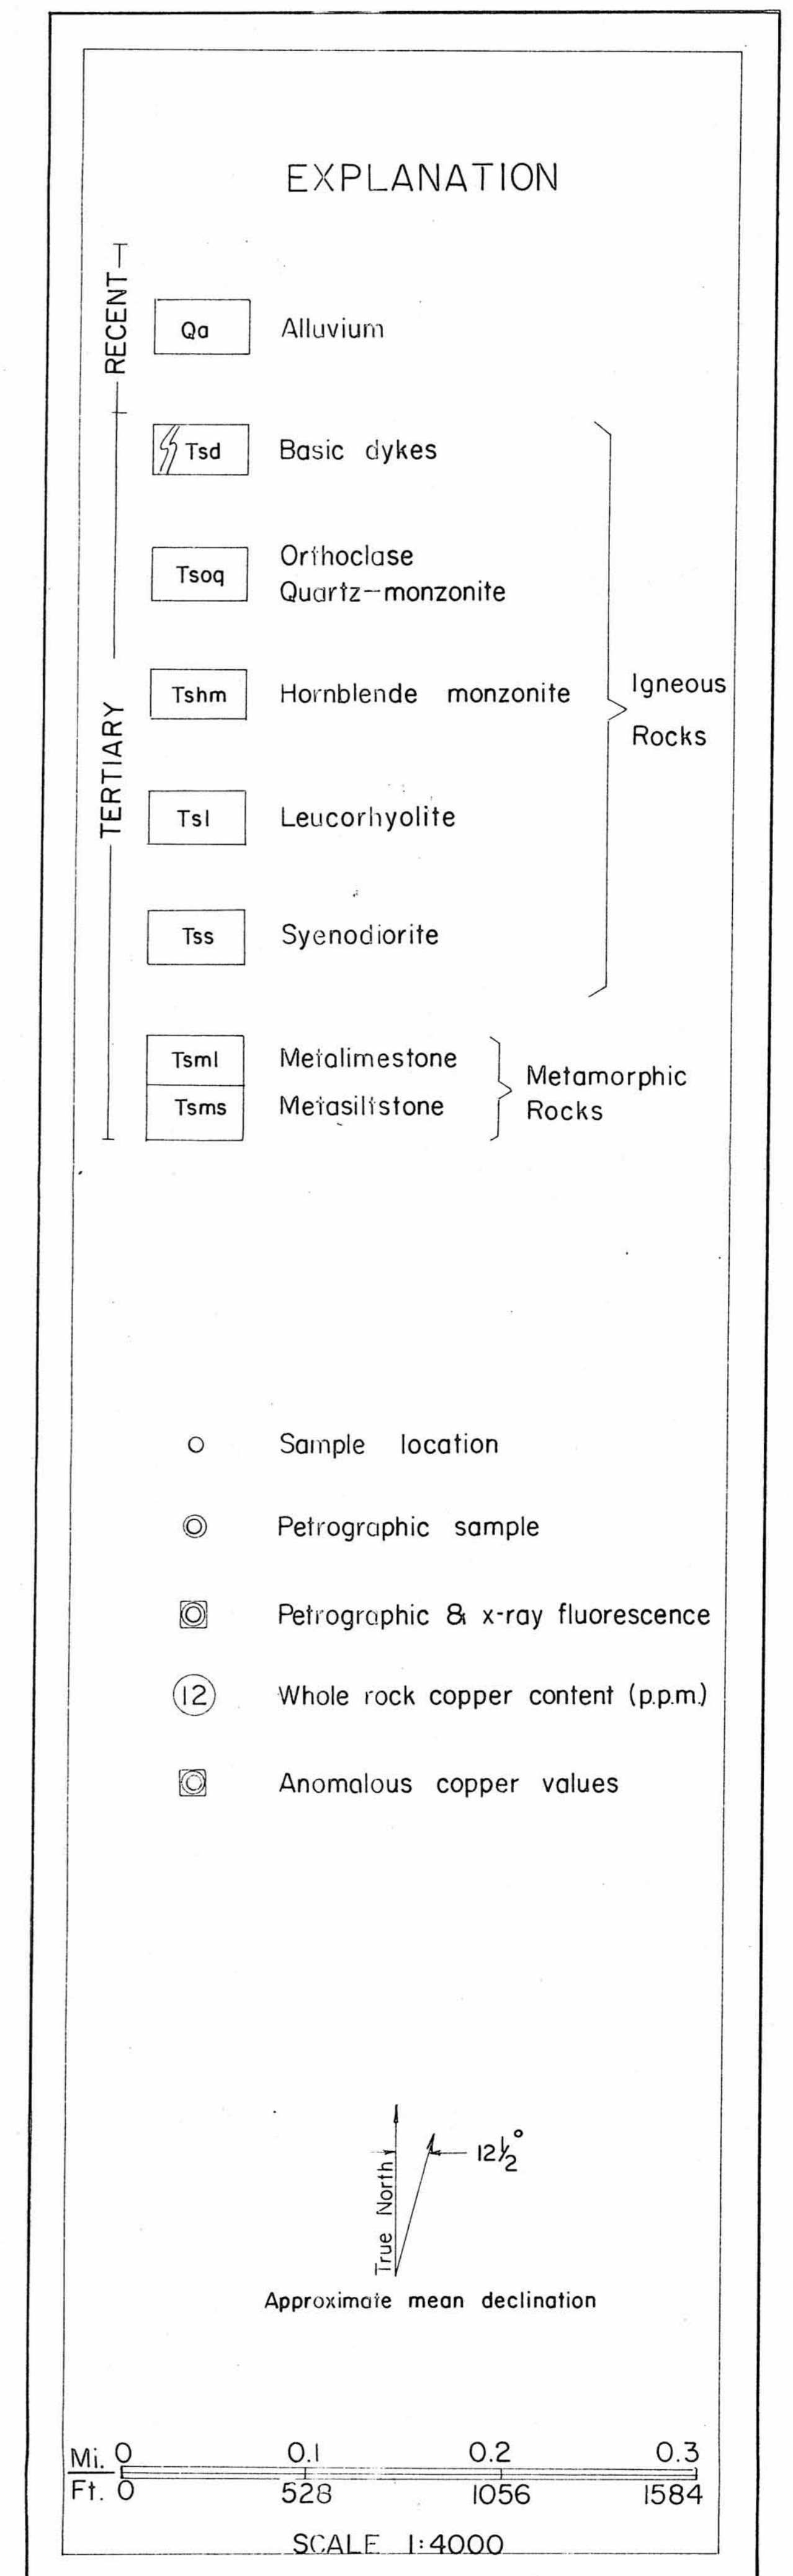 EXPLANATION
RECENT
Qa Alluvium
Tsd Basic dykes
Tsoq Orthoclase
Quartz-monzonite
Tshm Hornblende monzonite
Igneous
Rocks
TERTIARY
Tsl Leucorhyolite
Tss Syenodiorite
Tsml Metalimestone
Tsms Metasiltstone
Metamorphic
Rocks
Sample location
Petrographic sample
Petrographic & x-ray fluorescence
12 Whole rock copper content (p.p.m.)
Anomalous copper values
True North
12½°
Approximate mean declination
Mi. 0 0.1 0.2 0.3
Ft. 0 528 1056 1584
SCALE 1:4000